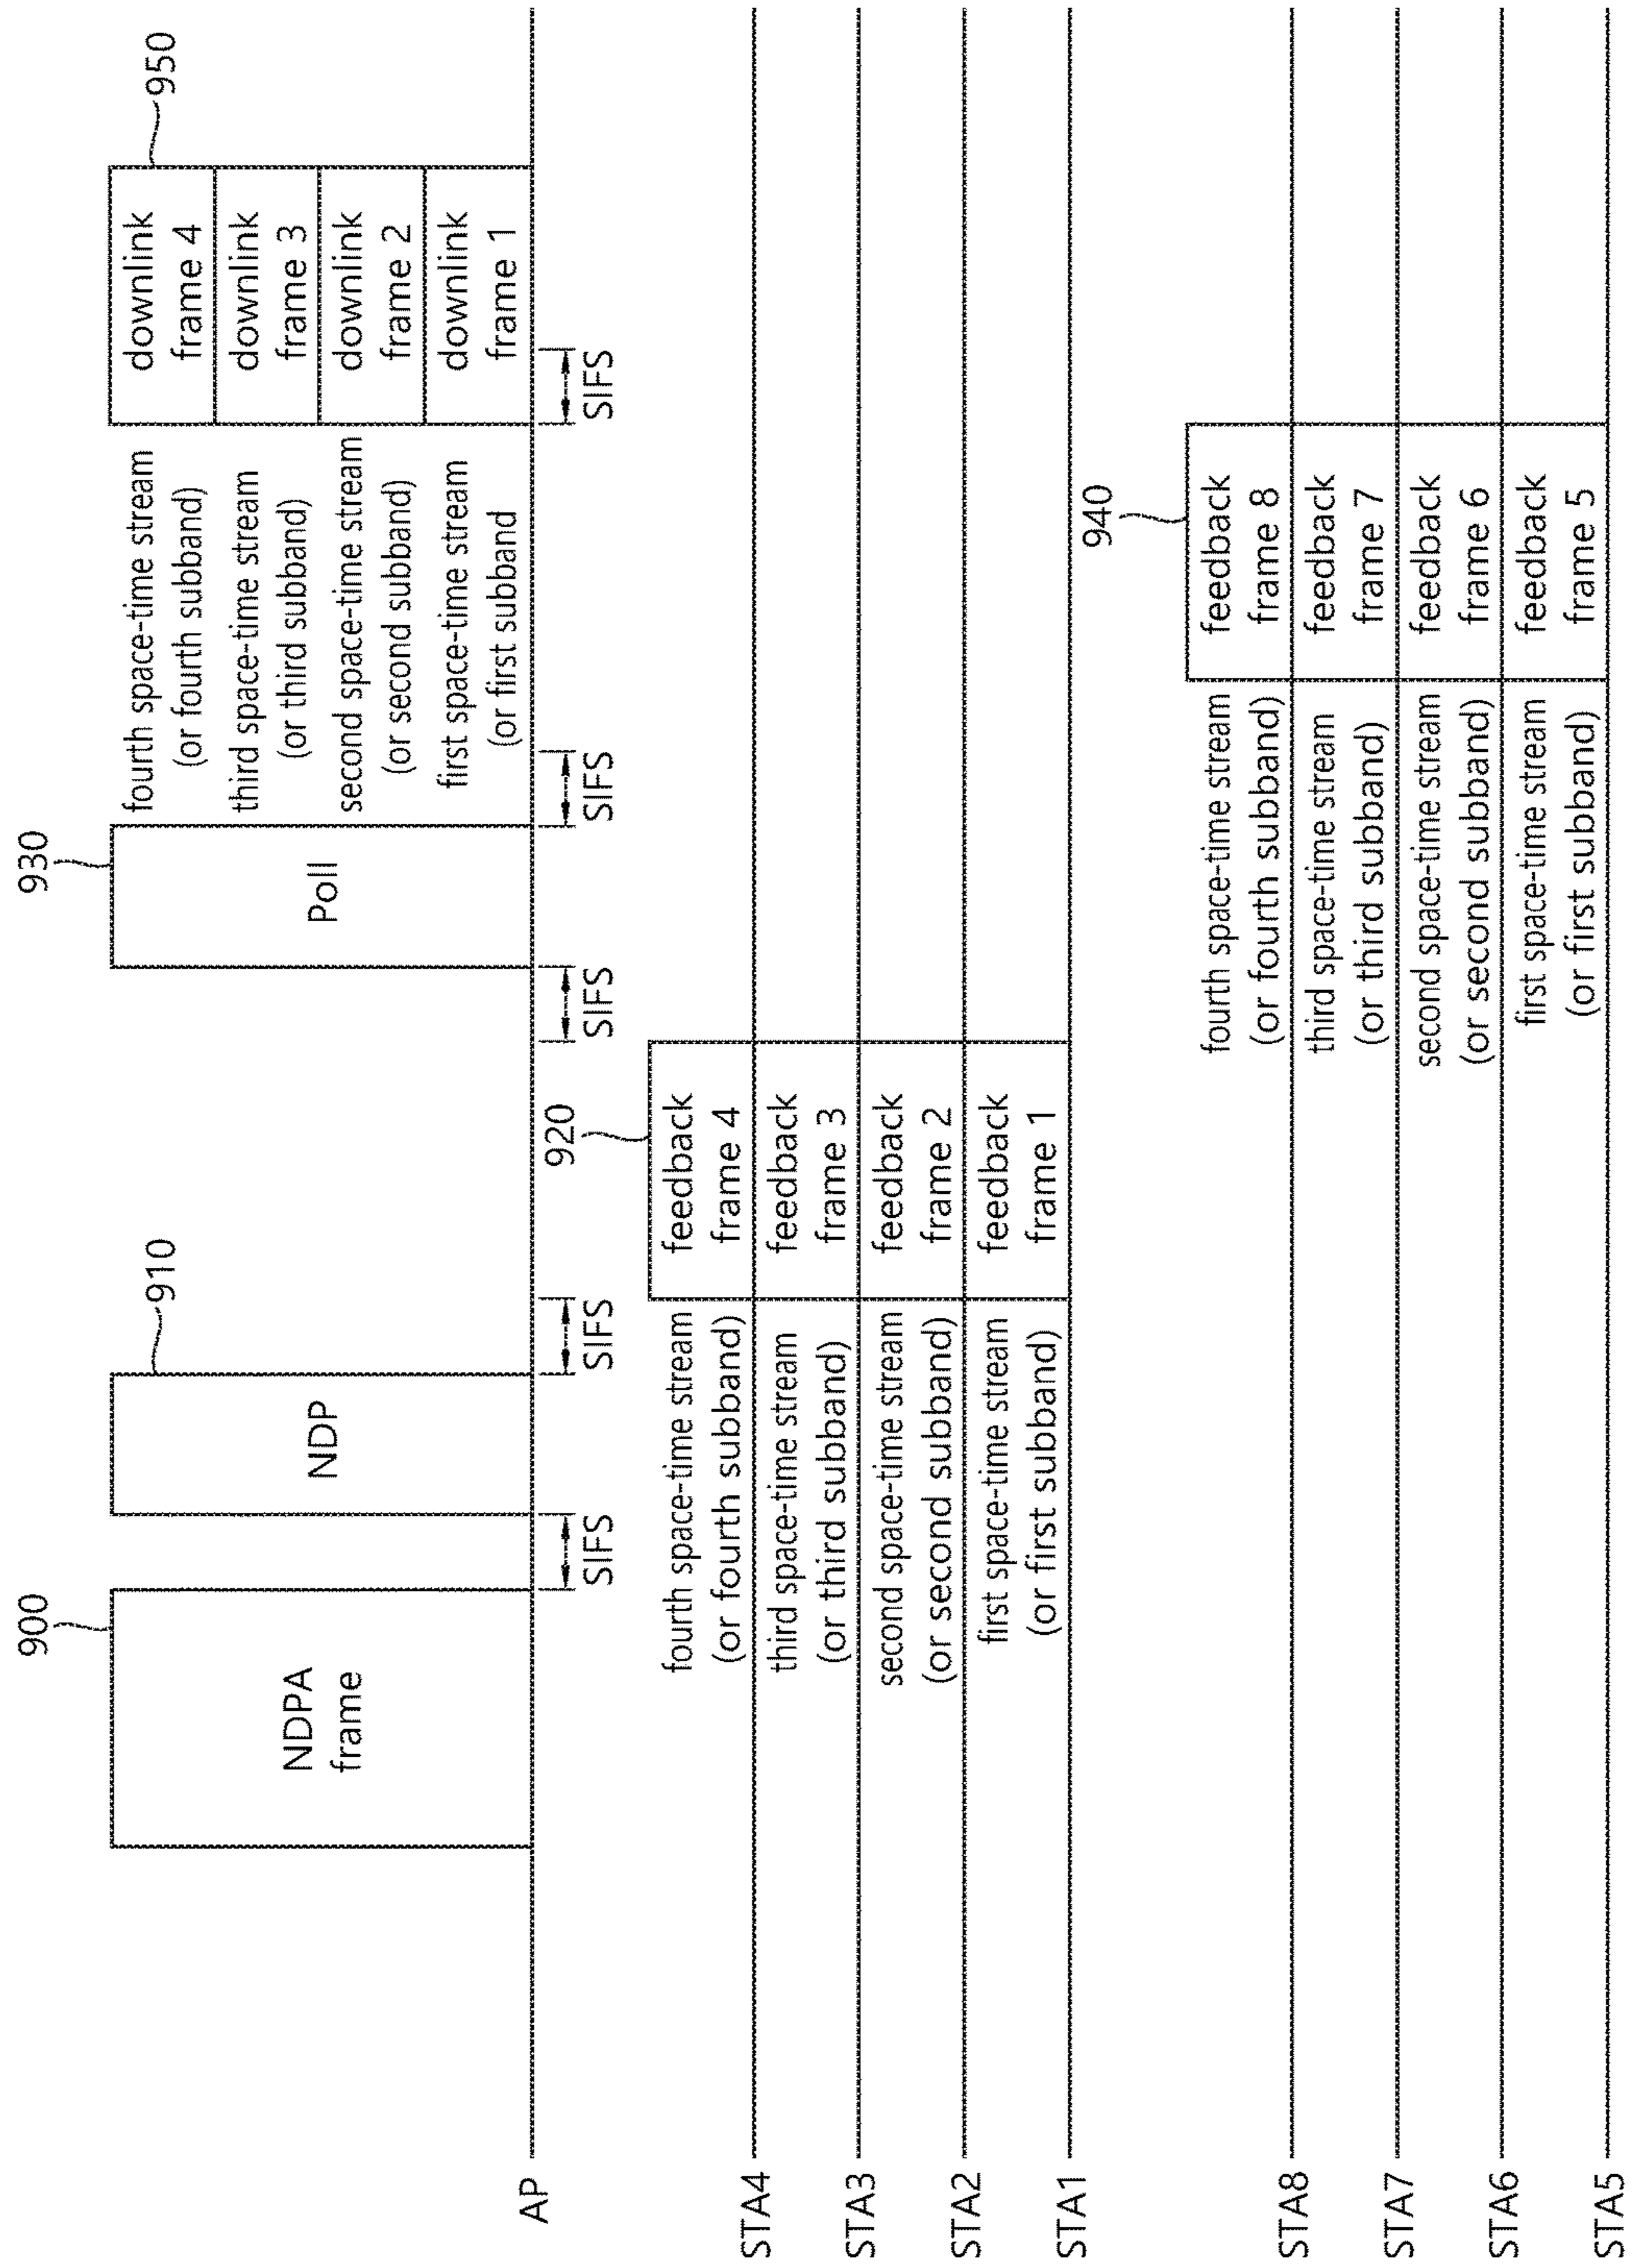 900
NDPA
frame
SIFS
910
NDP
SIFS
930
Poll
SIFS
SIFS
fourth space-time stream
(or fourth subband)
third space-time stream
(or third subband)
second space-time stream
(or second subband)
first space-time stream
(or first subband
950
downlink
frame 4
downlink
frame 3
downlink
frame 2
downlink
frame 1
SIFS
AP
920
fourth space-time stream
(or fourth subband)
feedback
frame 4
STA4
third space-time stream
(or third subband)
feedback
frame 3
STA3
second space-time stream
(or second subband)
feedback
frame 2
STA2
first space-time stream
(or first subband)
feedback
frame 1
STA1
940
fourth space-time stream
(or fourth subband)
feedback
frame 8
STA8
third space-time stream
(or third subband)
feedback
frame 7
STA7
second space-time stream
(or second subband)
feedback
frame 6
STA6
first space-time stream
(or first subband)
feedback
frame 5
STA5